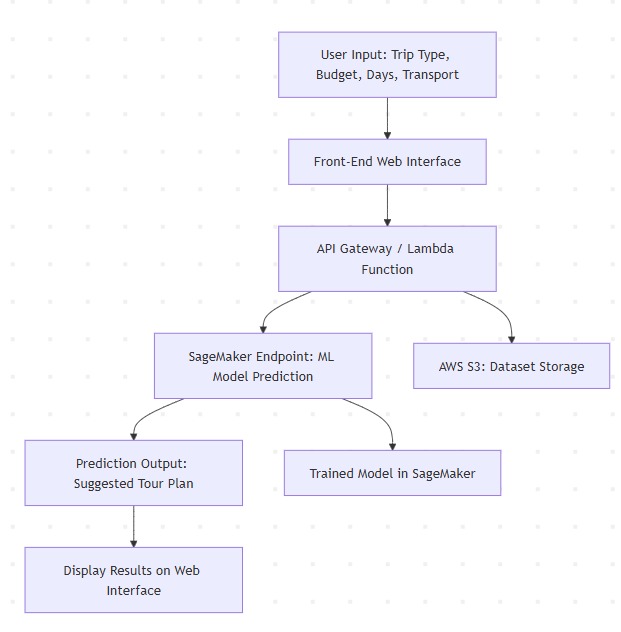 User Input: Trip Type,
Budget, Days, Transport
Front-End Web Interface
API Gateway / Lambda
Function
SageMaker Endpoint: ML
Model Prediction
AWS S3: Dataset Storage
Prediction Output:
Suggested Tour Plan
Trained Model in SageMaker
Display Results on Web
Interface